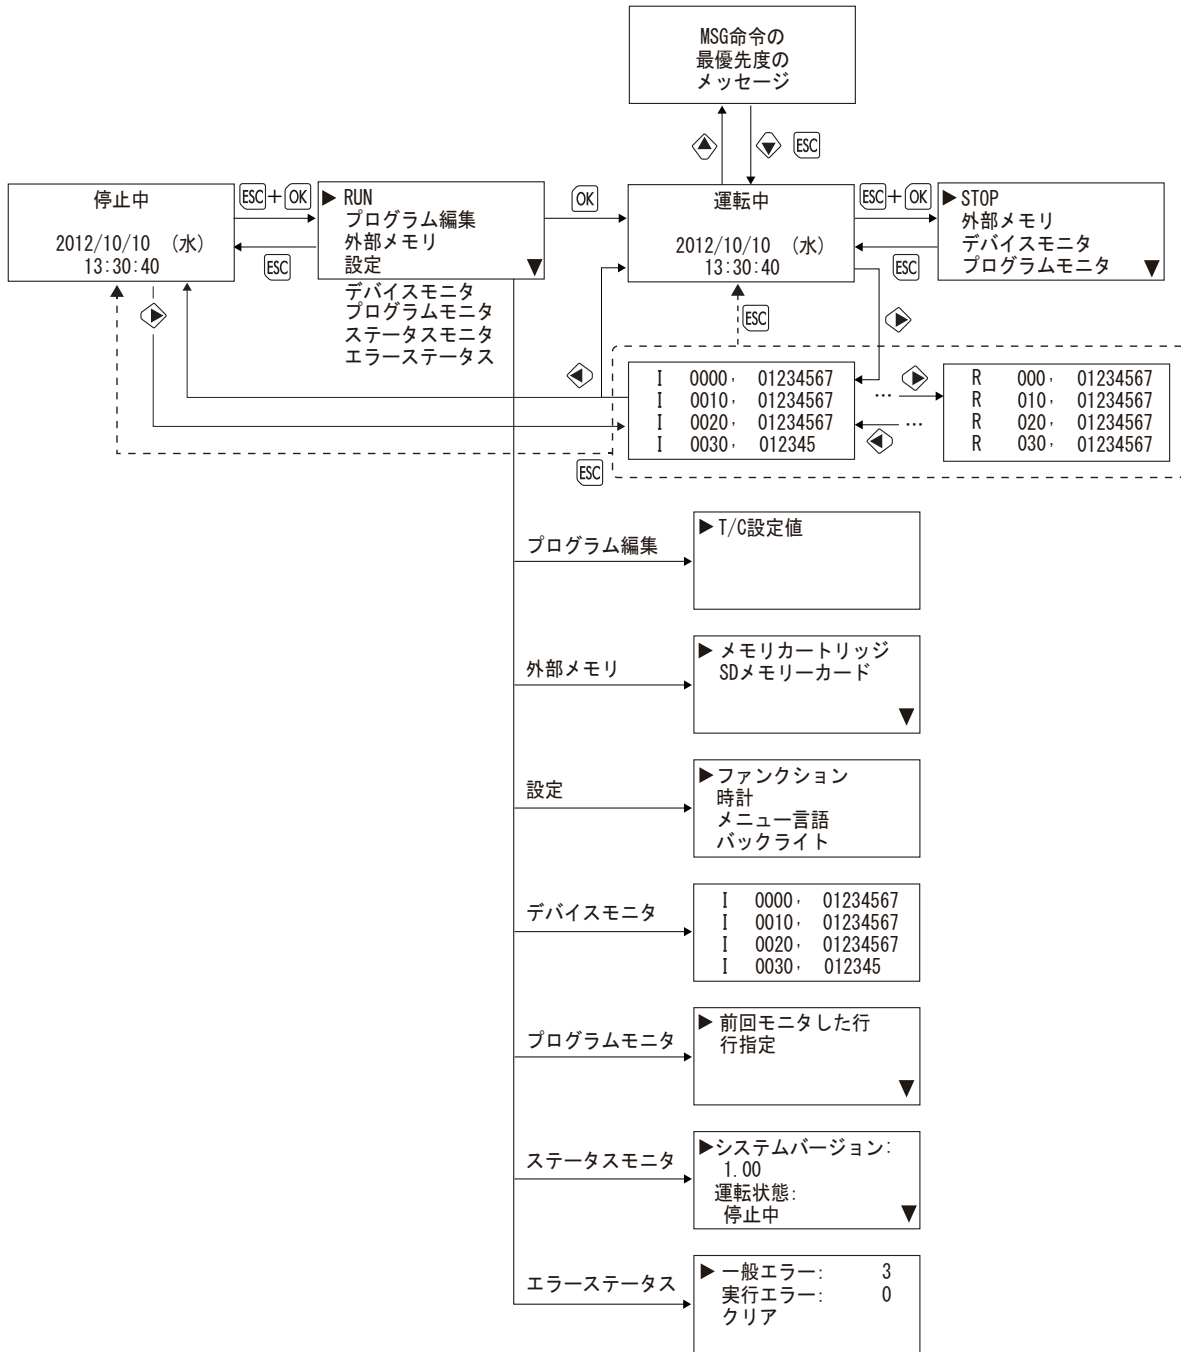 MSG命令の
最優先度の
メッセージ
ESC
停止中
2012/10/10 (水)
13:30:40
ESC+OK
ESC
▶ RUN
プログラム編集
外部メモリ
設定 ▼
デバイスモニタ
プログラムモニタ
ステータスモニタ
エラーステータス
OK
運転中
2012/10/10 (水)
13:30:40
ESC+OK
ESC
▶ STOP
外部メモリ
デバイスモニタ
プログラムモニタ ▼
ESC
I 0000, 01234567
I 0010, 01234567
I 0020, 01234567
I 0030, 012345
…
…
R 000, 01234567
R 010, 01234567
R 020, 01234567
R 030, 01234567
ESC
プログラム編集
▶ T/C設定値
外部メモリ
▶ メモリカートリッジ
SDメモリーカード
▼
設定
▶ ファンクション
時計
メニュー言語
バックライト
デバイスモニタ
I 0000, 01234567
I 0010, 01234567
I 0020, 01234567
I 0030, 012345
プログラムモニタ
▶ 前回モニタした行
行指定
▼
ステータスモニタ
▶システムバージョン:
1.00
運転状態:
停止中 ▼
エラーステータス
▶ 一般エラー: 3
実行エラー: 0
クリア